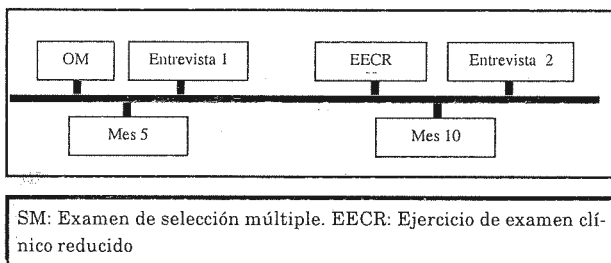 OM
Entrevista 1
EECR
Entrevista 2
Mes 5
Mes 10
SM: Examen de selección múltiple. EECR: Ejercicio de examen clí-
nico reducido